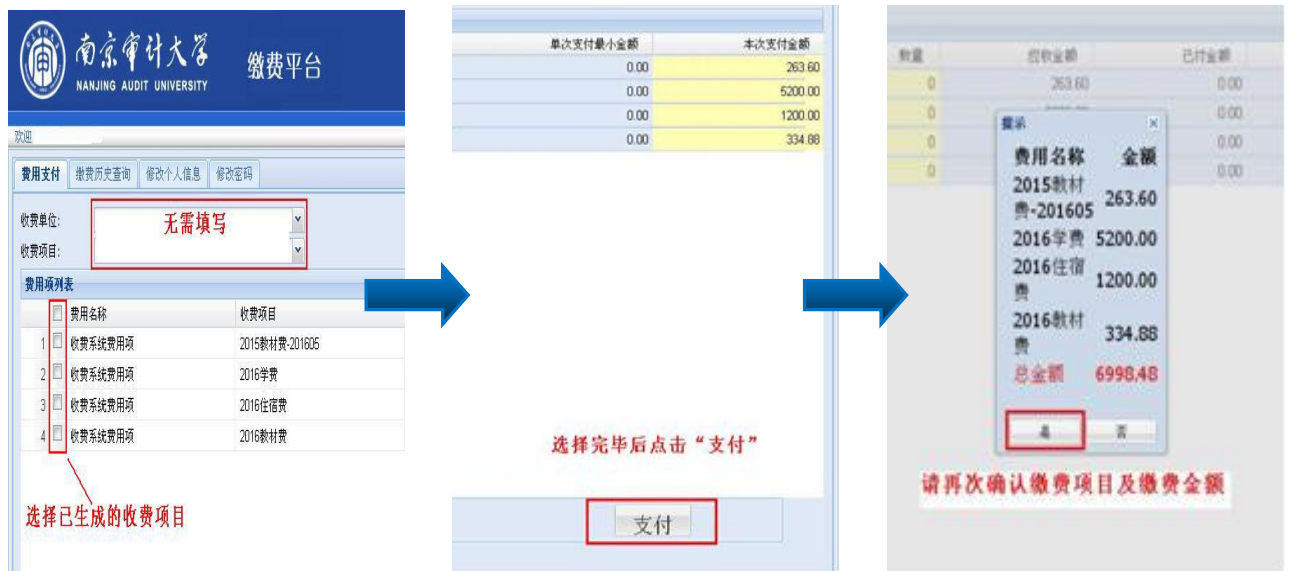 南京审计大学
NANJING AUDIT UNIVERSITY
缴费平台
欢迎
费用支付 缴费历史查询 修改个人信息 修改密码
收费单位:
无需填写
收费项目:
费用项列表
费用名称 收费项目
1 收费系统费用项 2015教材费-201605
2 收费系统费用项 2016学费
3 收费系统费用项 2016住宿费
4 收费系统费用项 2016教材费
选择已生成的收费项目
单次支付最小金额 本次支付金额
0.00 263.60
0.00 5200.00
0.00 1200.00
0.00 334.88
选择完毕后点击“支付”
支付
数量 应收金额 已付金额
0 263.60 0.00
0 0.00
0 0.00
0 0.00
提示
费用名称 金额
2015教材
费-201605 263.60
2016学费 5200.00
2016住宿
费 1200.00
2016教材
费 334.88
总金额 6998.48
是 否
请再次确认缴费项目及缴费金额